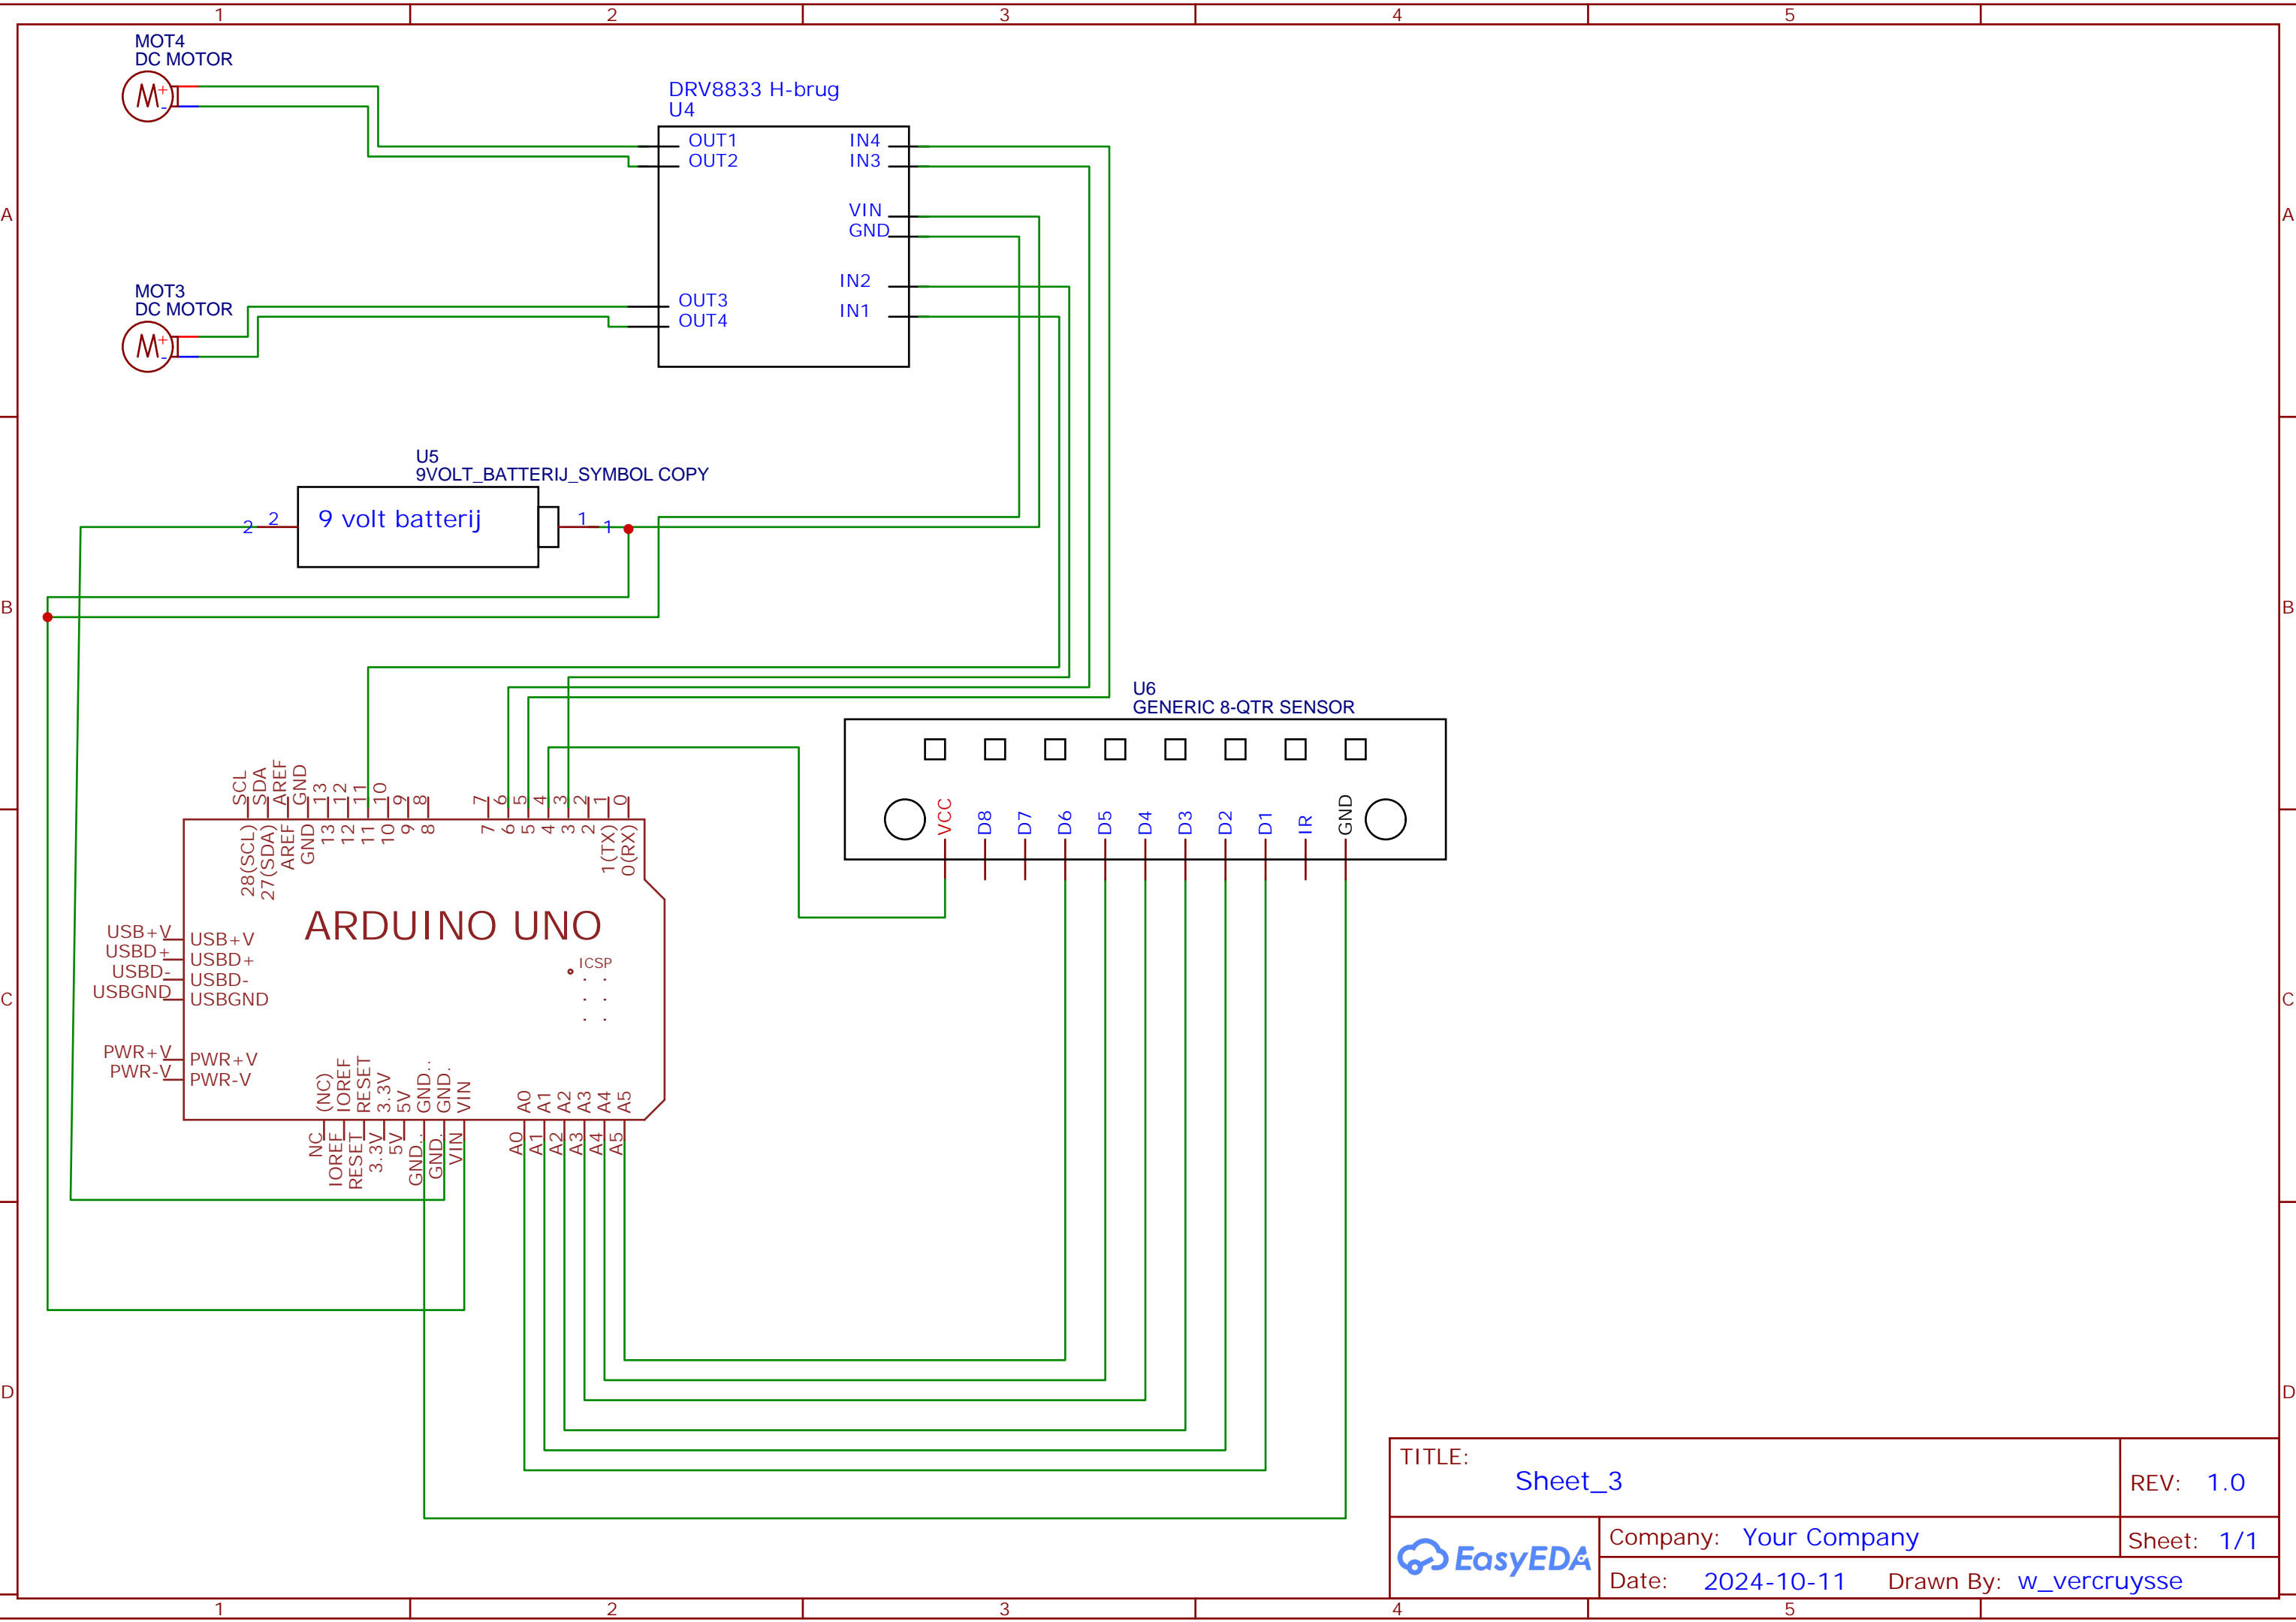 1 2 3 4 5
MOT4
DC MOTOR
M + -
DRV8833 H-brug
U4
OUT1 IN4
OUT2 IN3
A A
VIN
GND
IN2
MOT3
DC MOTOR
OUT3
OUT4 IN1
M + -
U5
9VOLT_BATTERIJ_SYMBOL COPY
2 2 9 volt batterij 1 1
B B
U6
GENERIC 8-QTR SENSOR
SCL SDA AREF GND 13 12 11 10 9 8 7 6 5 4 3 2 1 0
28(SCL) 27(SDA) AREF GND 13 12 11 10 9 8 7 6 5 4 3 2 1(TX) 0(RX)
VCC D8 D7 D6 D5 D4 D3 D2 D1 IR GND
ARDUINO UNO
USB+V USB+V
USBD+ USBD+
USBD- USBD-
USBGND USBGND
ICSP
C C
PWR+V PWR+V
PWR-V PWR-V
(NC) IOREF RESET 3.3V 5V GND.. GND. VIN A0 A1 A2 A3 A4 A5
NC IOREF RESET 3.3V 5V GND.. GND. VIN A0 A1 A2 A3 A4 A5
D D
TITLE:
Sheet_3
REV: 1.0
EasyEDA
Company: Your Company
Sheet: 1/1
Date: 2024-10-11 Drawn By: w_vercruysse
1 2 3 4 5